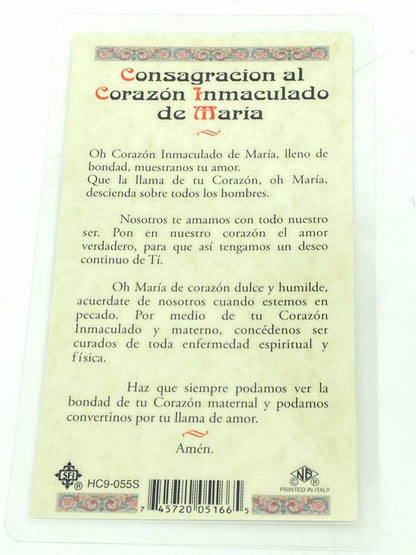 Consagracion al
Corazón Inmaculado
de María
Oh Corazón Inmaculado de María, lleno de
bondad, muestranos tu amor.
Que la llama de tu Corazón, oh María,
descienda sobre todos los hombres.
Nosotros te amamos con todo nuestro
ser. Pon en nuestro corazón el amor
verdadero, para que así tengamos un deseo
continuo de Tí.
Oh María de corazón dulce y humilde,
acuerdate de nosotros cuando estemos en
pecado. Por medio de tu Corazón
Inmaculado y materno, concédenos ser
curados de toda enfermedad espiritual y
física.
Haz que siempre podamos ver la
bondad de tu Corazón maternal y podamos
convertinos por tu llama de amor.
Amén.
SFI ® HC9-055S
© NB ®
PRINTED IN ITALY
7 45720 05166 5